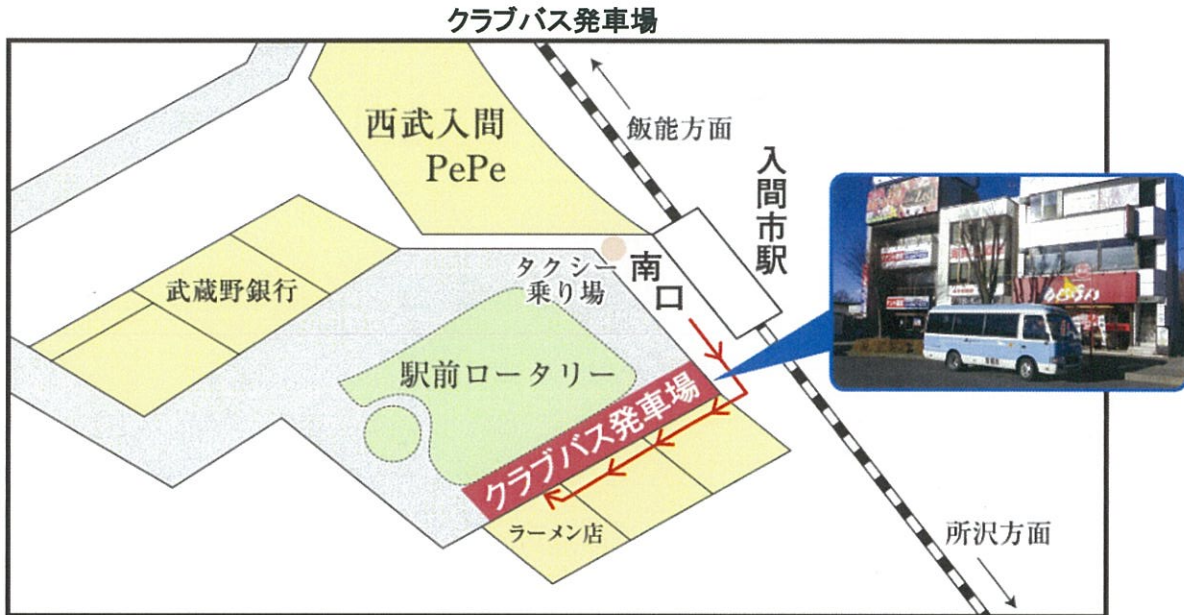 クラブバス発車場
西武入間
PePe
飯能方面
入間市駅
武蔵野銀行
タクシー
乗り場
南口
駅前ロータリー
クラブバス発車場
ラーメン店
所沢方面